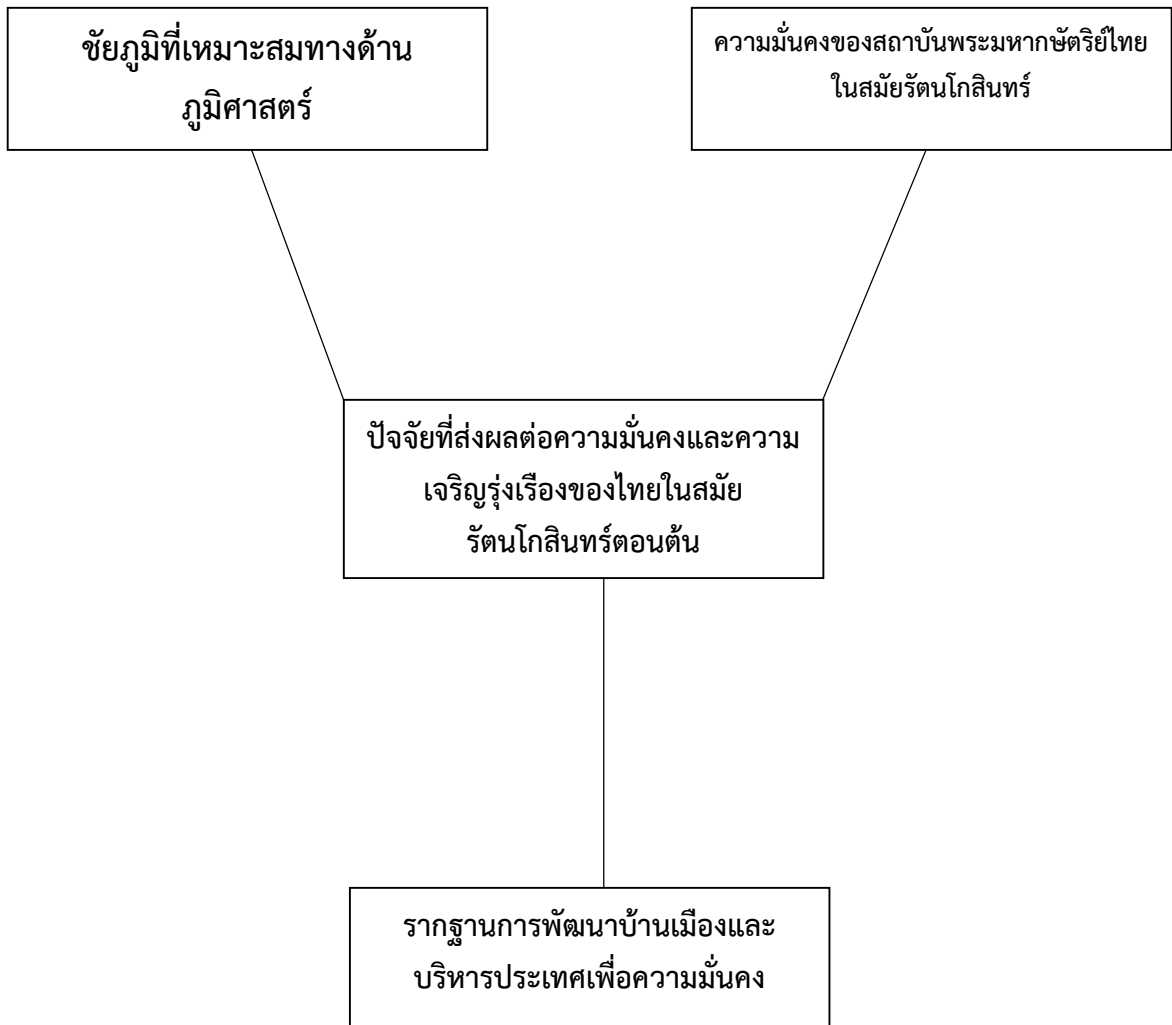 ชัยภูมิที่เหมาะสมทางด้าน
ภูมิศาสตร์
ความมั่นคงของสถาบันพระมหากษัตริย์ไทย
ในสมัยรัตนโกสินทร์
ปัจจัยที่ส่งผลต่อความมั่นคงและความ
เจริญรุ่งเรืองของไทยในสมัย
รัตนโกสินทร์ตอนต้น
รากฐานการพัฒนาบ้านเมืองและ
บริหารประเทศเพื่อความมั่นคง